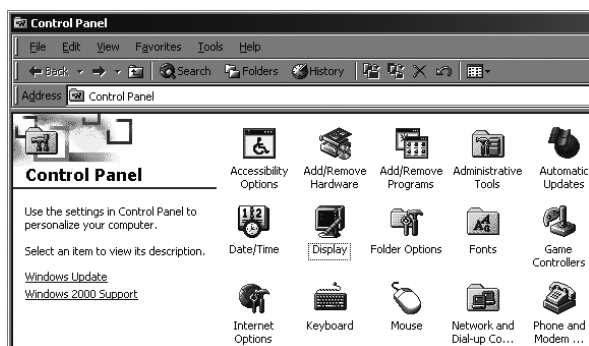 Control Panel
File Edit View Favorites Tools Help
Back Search Folders History
Address Control Panel
Control Panel
Use the settings in Control Panel to
personalize your computer.
Select an item to view its description.
Windows Update
Windows 2000 Support
Accessibility
Options
Add/Remove
Hardware
Add/Remove
Programs
Administrative
Tools
Automatic
Updates
12
Date/Time
Display
Folder Options
Fonts
Game
Controllers
Internet
Options
Keyboard
Mouse
Network and
Dial-up Co...
Phone and
Modem ...